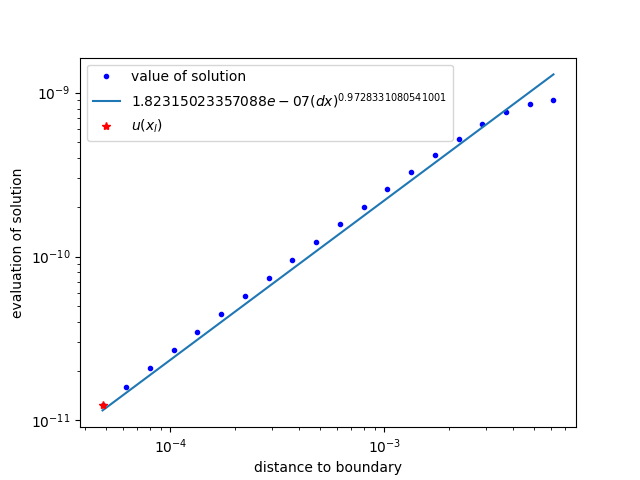 value of solution
1.82315023357088e − 07(dx)^0.9728331080541001
u(x_l)
10^−9
10^−10
10^−11
10^−4
10^−3
evaluation of solution
distance to boundary